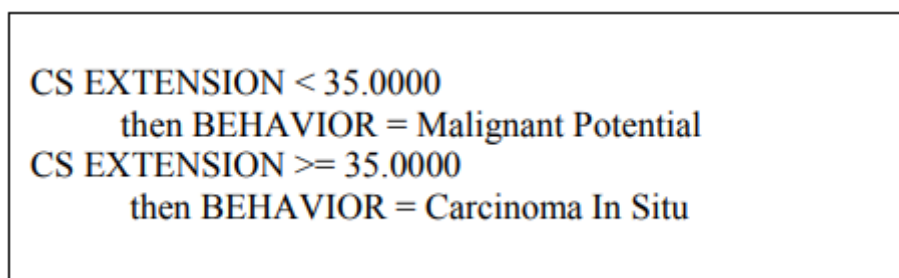 CS EXTENSION < 35.0000
then BEHAVIOR = Malignant Potential
CS EXTENSION >= 35.0000
then BEHAVIOR = Carcinoma In Situ